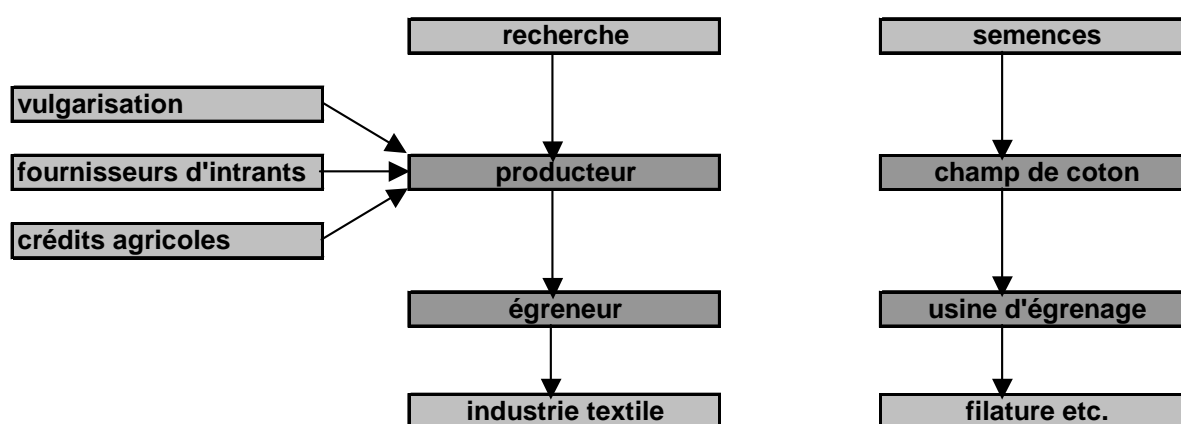 recherche
semences
vulgarisation
fournisseurs d'intrants
producteur
champ de coton
crédits agricoles
égreneur
usine d'égrenage
industrie textile
filature etc.